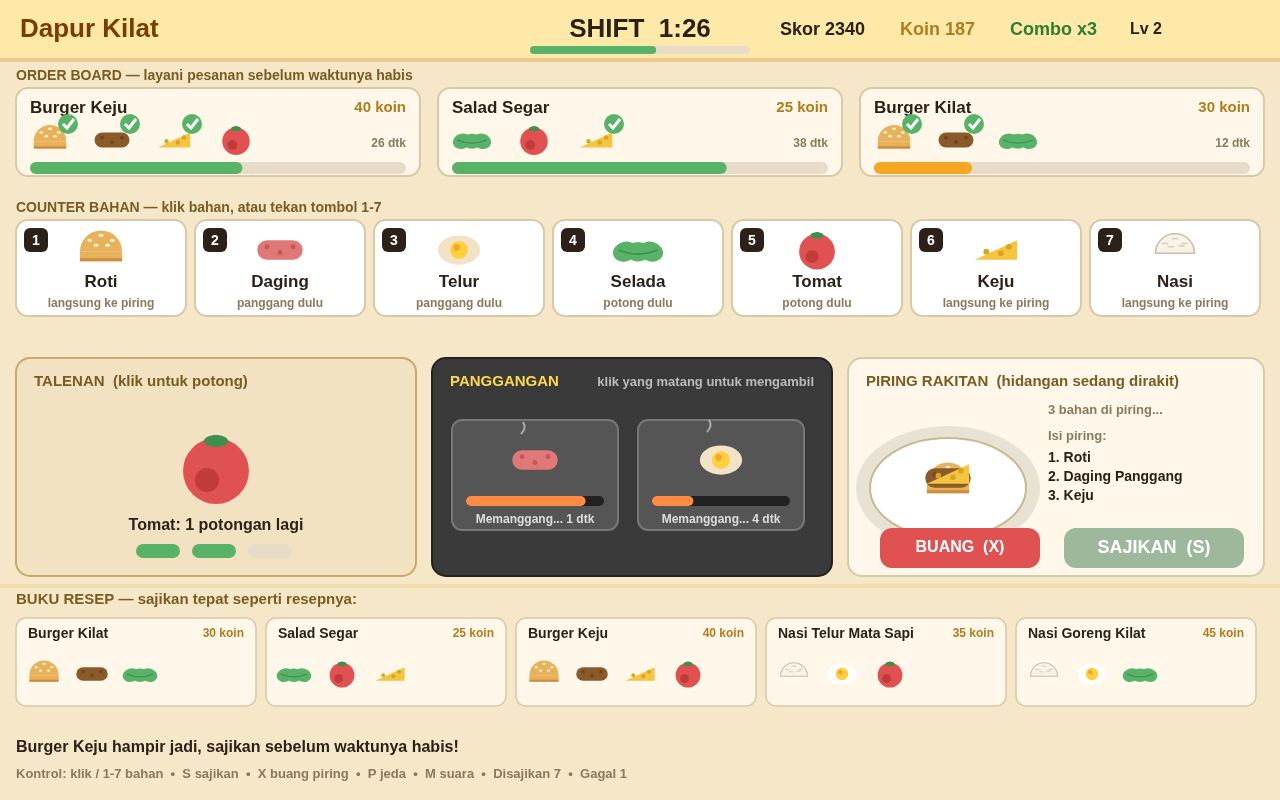 Dapur Kilat
SHIFT 1:26
Skor 2340
Koin 187
Combo x3
Lv 2
ORDER BOARD — layani pesanan sebelum waktunya habis
Burger Keju
40 koin
26 dtk
Salad Segar
25 koin
38 dtk
Burger Kilat
30 koin
12 dtk
COUNTER BAHAN — klik bahan, atau tekan tombol 1-7
1
Roti
langsung ke piring
2
Daging
panggang dulu
3
Telur
panggang dulu
4
Selada
potong dulu
5
Tomat
potong dulu
6
Keju
langsung ke piring
7
Nasi
langsung ke piring
TALENAN (klik untuk potong)
Tomat: 1 potongan lagi
PANGGANGAN
klik yang matang untuk mengambil
Memanggang... 1 dtk
Memanggang... 4 dtk
PIRING RAKITAN (hidangan sedang dirakit)
3 bahan di piring...
Isi piring:
1. Roti
2. Daging Panggang
3. Keju
BUANG (X)
SAJIKAN (S)
BUKU RESEP — sajikan tepat seperti resepnya:
Burger Kilat
30 koin
Salad Segar
25 koin
Burger Keju
40 koin
Nasi Telur Mata Sapi
35 koin
Nasi Goreng Kilat
45 koin
Burger Keju hampir jadi, sajikan sebelum waktunya habis!
Kontrol: klik / 1-7 bahan • S sajikan • X buang piring • P jeda • M suara • Disajikan 7 • Gagal 1